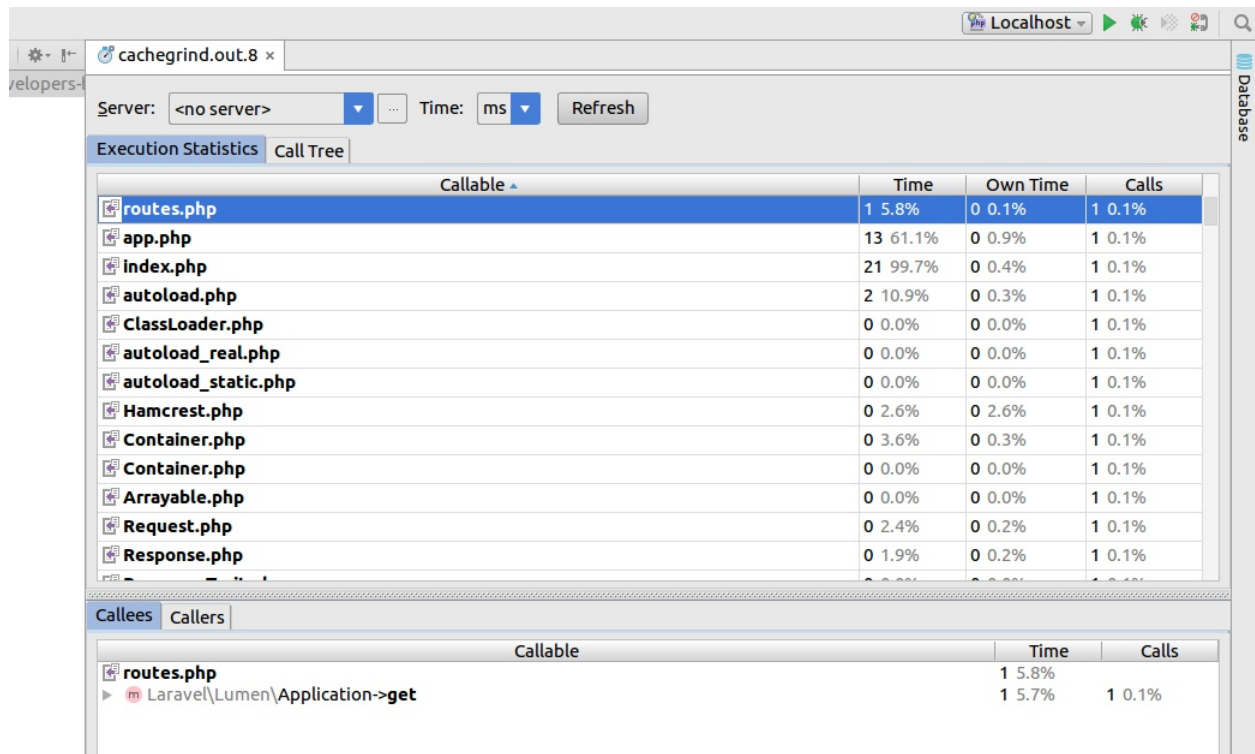 Localhost
cachegrind.out.8 ×
velopers-
Server: <no server> ... Time: ms Refresh
Database
Execution Statistics Call Tree
Callable Time Own Time Calls
routes.php 1 5.8% 0 0.1% 1 0.1%
app.php 13 61.1% 0 0.9% 1 0.1%
index.php 21 99.7% 0 0.4% 1 0.1%
autoload.php 2 10.9% 0 0.3% 1 0.1%
ClassLoader.php 0 0.0% 0 0.0% 1 0.1%
autoload_real.php 0 0.0% 0 0.0% 1 0.1%
autoload_static.php 0 0.0% 0 0.0% 1 0.1%
Hamcrest.php 0 2.6% 0 2.6% 1 0.1%
Container.php 0 3.6% 0 0.3% 1 0.1%
Container.php 0 0.0% 0 0.0% 1 0.1%
Arrayable.php 0 0.0% 0 0.0% 1 0.1%
Request.php 0 2.4% 0 0.2% 1 0.1%
Response.php 0 1.9% 0 0.2% 1 0.1%
Callees Callers
Callable Time Calls
routes.php 1 5.8%
m Laravel\Lumen\Application->get 1 5.7% 1 0.1%